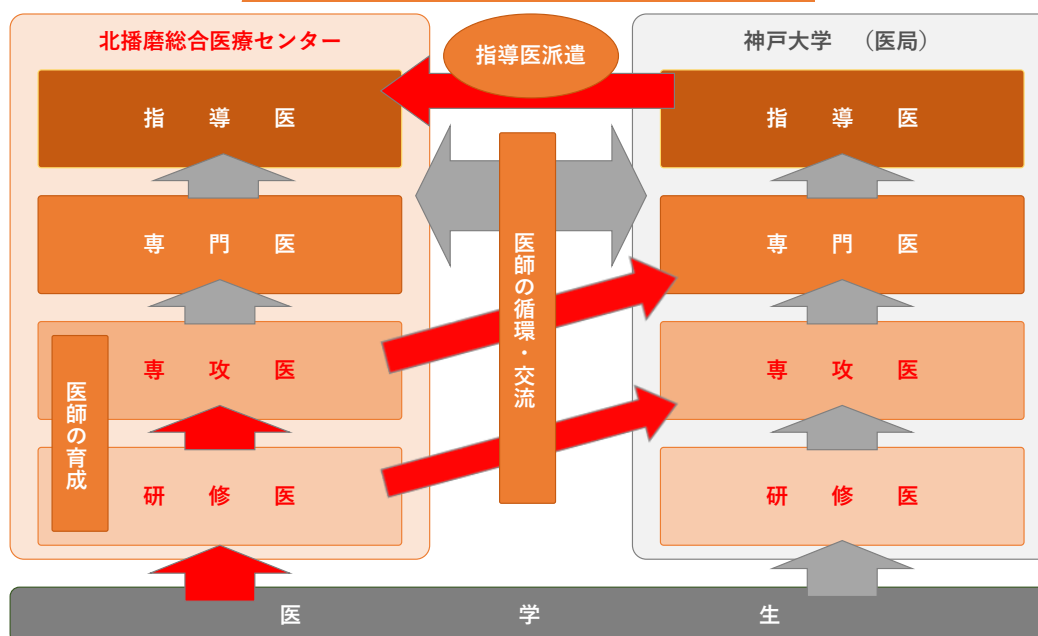 北播磨総合医療センター
指導医
専門医
専攻医
研修医
医師の育成
指導医派遣
医師の循環・交流
神戸大学 （医局）
指導医
専門医
専攻医
研修医
医学生